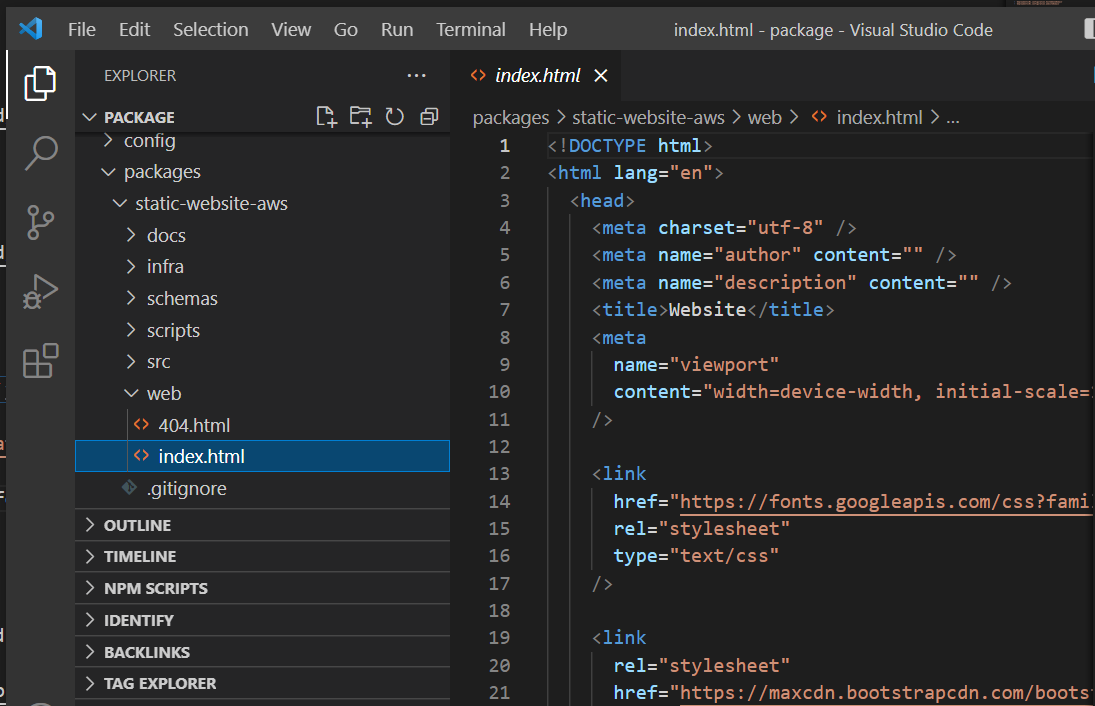 File Edit Selection View Go Run Terminal Help index.html - package - Visual Studio Code
EXPLORER
PACKAGE
config
packages
static-website-aws
docs
infra
schemas
scripts
src
web
404.html
index.html
.gitignore
OUTLINE
TIMELINE
NPM SCRIPTS
IDENTIFY
BACKLINKS
TAG EXPLORER
index.html
packages > static-website-aws > web > index.html > ...
1 <!DOCTYPE html>
2 <html lang="en">
3 <head>
4 <meta charset="utf-8" />
5 <meta name="author" content="" />
6 <meta name="description" content="" />
7 <title>Website</title>
8 <meta
9 name="viewport"
10 content="width=device-width, initial-scale=
11 />
12
13 <link
14 href="https://fonts.googleapis.com/css?fami
15 rel="stylesheet"
16 type="text/css"
17 />
18
19 <link
20 rel="stylesheet"
21 href="https://maxcdn.bootstrapcdn.com/boots